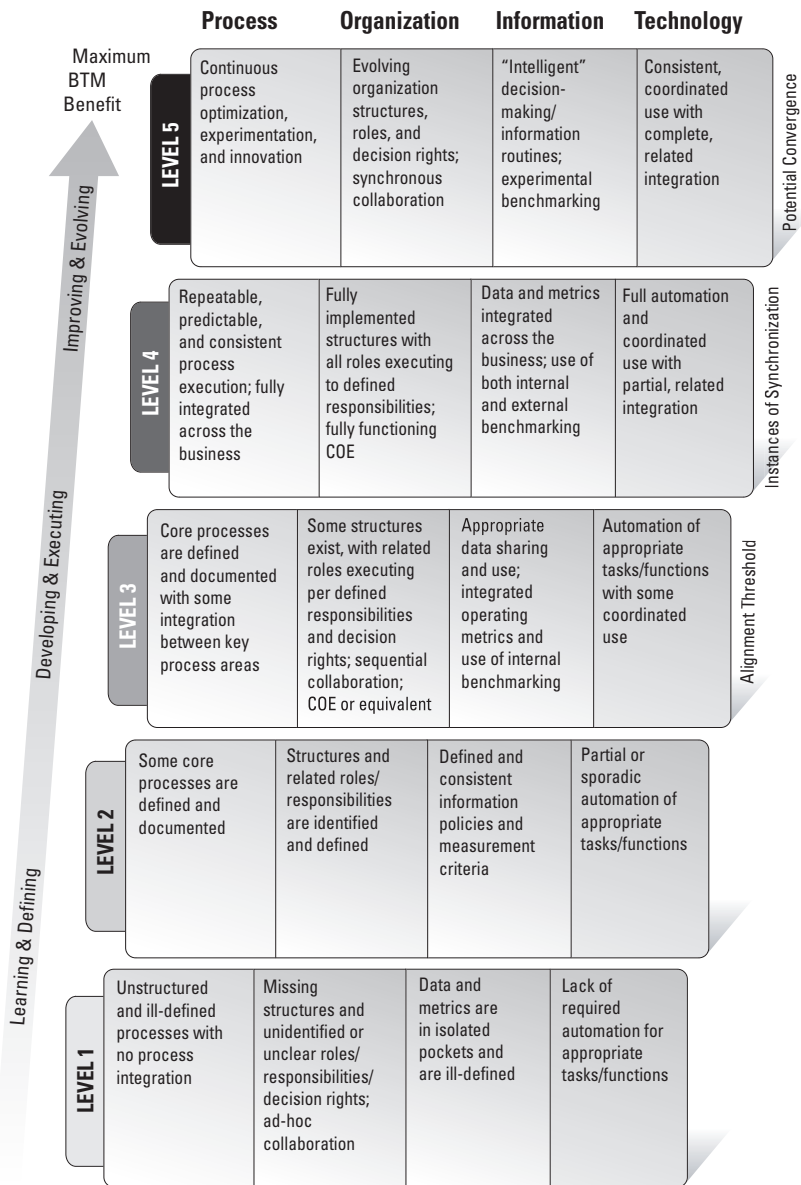 Process
Organization
Information
Technology
Maximum
BTM
Benefit
Improving & Evolving
Developing & Executing
Learning & Defining
LEVEL 5
Continuous
process
optimization,
experimentation,
and innovation
Evolving
organization
structures,
roles, and
decision rights;
synchronous
collaboration
“Intelligent”
decision-
making/
information
routines;
experimental
benchmarking
Consistent,
coordinated
use with
complete,
related
integration
Potential Convergence
LEVEL 4
Repeatable,
predictable,
and consistent
process
execution; fully
integrated
across the
business
Fully
implemented
structures with
all roles executing
to defined
responsibilities;
fully functioning
COE
Data and metrics
integrated
across the
business; use of
both internal
and external
benchmarking
Full automation
and
coordinated
use with
partial, related
integration
Instances of Synchronization
LEVEL 3
Core processes
are defined
and documented
with some
integration
between key
process areas
Some structures
exist, with related
roles executing
per defined
responsibilities
and decision
rights; sequential
collaboration;
COE or equivalent
Appropriate
data sharing
and use;
integrated
operating
metrics and
use of internal
benchmarking
Automation of
appropriate
tasks/functions
with some
coordinated
use
Alignment Threshold
LEVEL 2
Some core
processes are
defined and
documented
Structures and
related roles/
responsibilities
are identified
and defined
Defined and
consistent
information
policies and
measurement
criteria
Partial or
sporadic
automation of
appropriate
tasks/functions
LEVEL 1
Unstructured
and ill-defined
processes with
no process
integration
Missing
structures and
unidentified or
unclear roles/
responsibilities/
decision rights;
ad-hoc
collaboration
Data and
metrics are
in isolated
pockets and
are ill-defined
Lack of
required
automation for
appropriate
tasks/functions